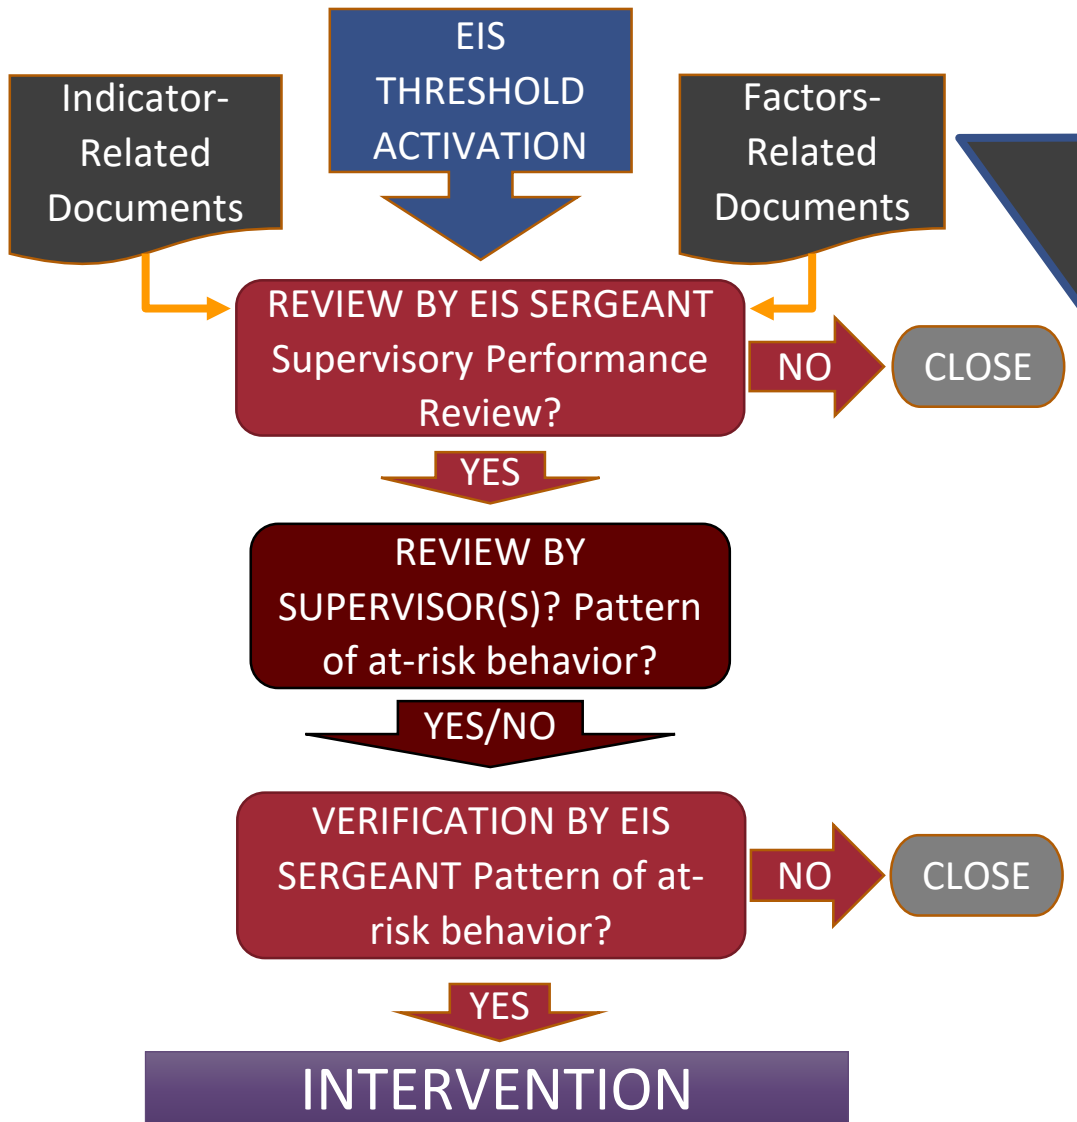 EIS
THRESHOLD
ACTIVATION
Indicator-
Related
Documents
Factors-
Related
Documents
REVIEW BY EIS SERGEANT
Supervisory Performance
Review?
NO
CLOSE
YES
REVIEW BY
SUPERVISOR(S)? Pattern
of at-risk behavior?
YES/NO
VERIFICATION BY EIS
SERGEANT Pattern of at-
risk behavior?
NO
CLOSE
YES
INTERVENTION